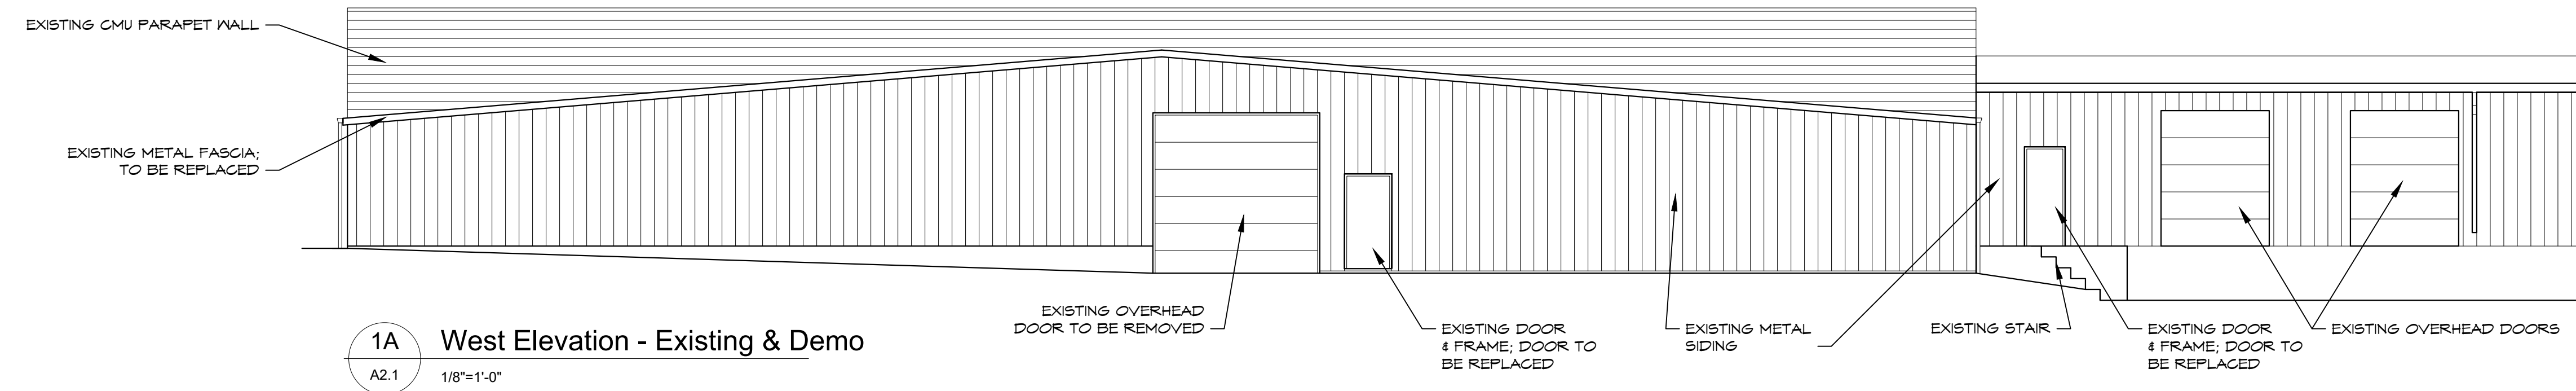 EXISTING CMU PARAPET WALL
EXISTING METAL FASCIA;
TO BE REPLACED
EXISTING OVERHEAD
DOOR TO BE REMOVED
EXISTING DOOR
& FRAME; DOOR TO
BE REPLACED
EXISTING METAL
SIDING
EXISTING STAIR
EXISTING DOOR
& FRAME; DOOR TO
BE REPLACED
EXISTING OVERHEAD DOORS
1A
A2.1
West Elevation - Existing & Demo
1/8"=1'-0"